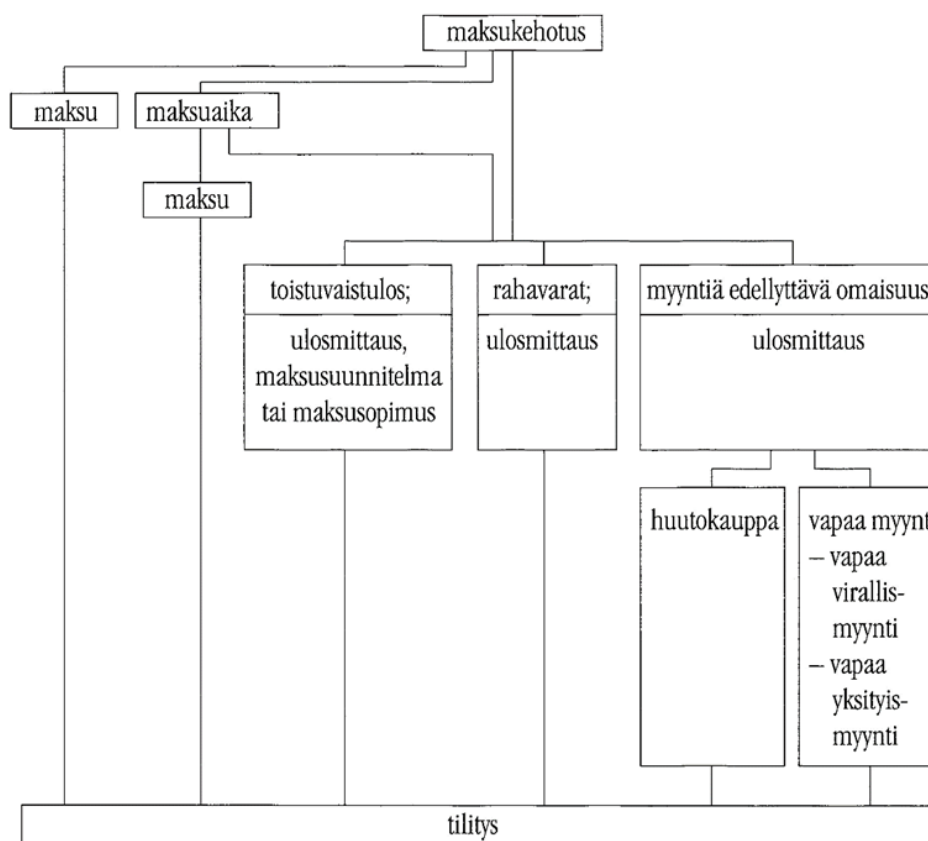 maksukehotus
maksu
maksuaika
maksu
toistuvaistulos;
ulosmittaus,
maksusuunnitelma
tai maksusopimus
rahavarat;
ulosmittaus
myyntiä edellyttävä omaisuus
ulosmittaus
huutokauppa
vapaa myynt
– vapaa
virallis-
myynti
– vapaa
yksityis-
myynti
tilitys